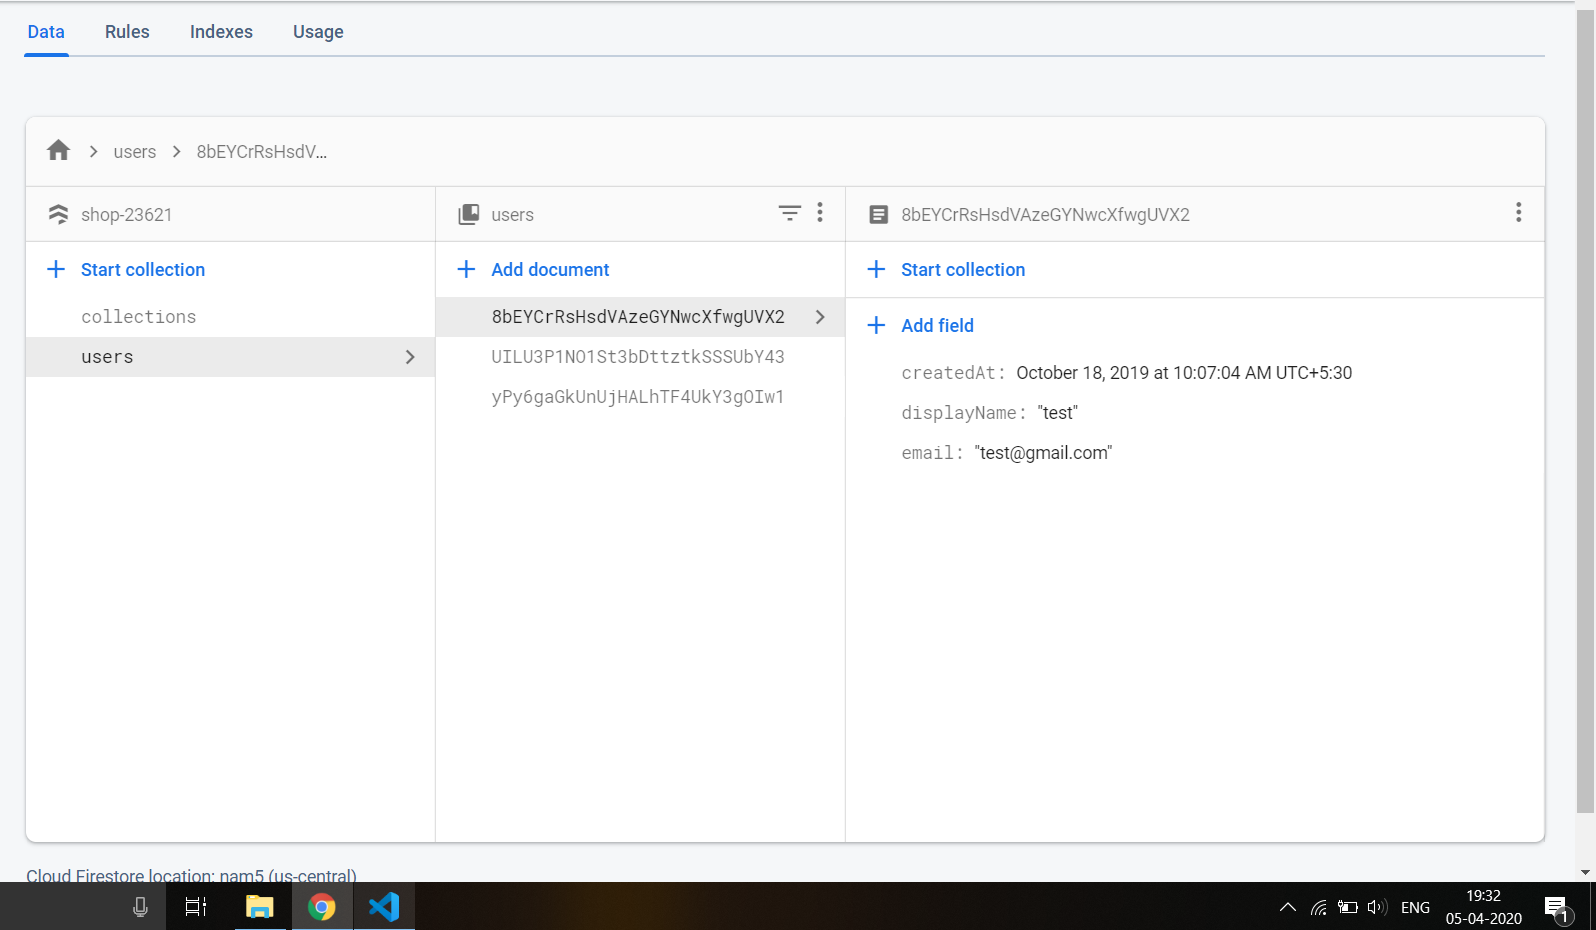 Data Rules Indexes Usage
users 8bEYCrRsHsdV...
shop-23621 users 8bEYCrRsHsdVAzeGYNwcXfwgUVX2
Start collection Add document Start collection
collections 8bEYCrRsHsdVAzeGYNwcXfwgUVX2 Add field
users UILU3P1NO1St3bDttztkSSSUbY43 createdAt: October 18, 2019 at 10:07:04 AM UTC+5:30
yPy6gaGkUnUjHALhTF4UkY3gOIw1 displayName: "test"
email: "test@gmail.com"
Cloud Firestore location: nam5 (us-central)
ENG 19:32
05-04-2020
1